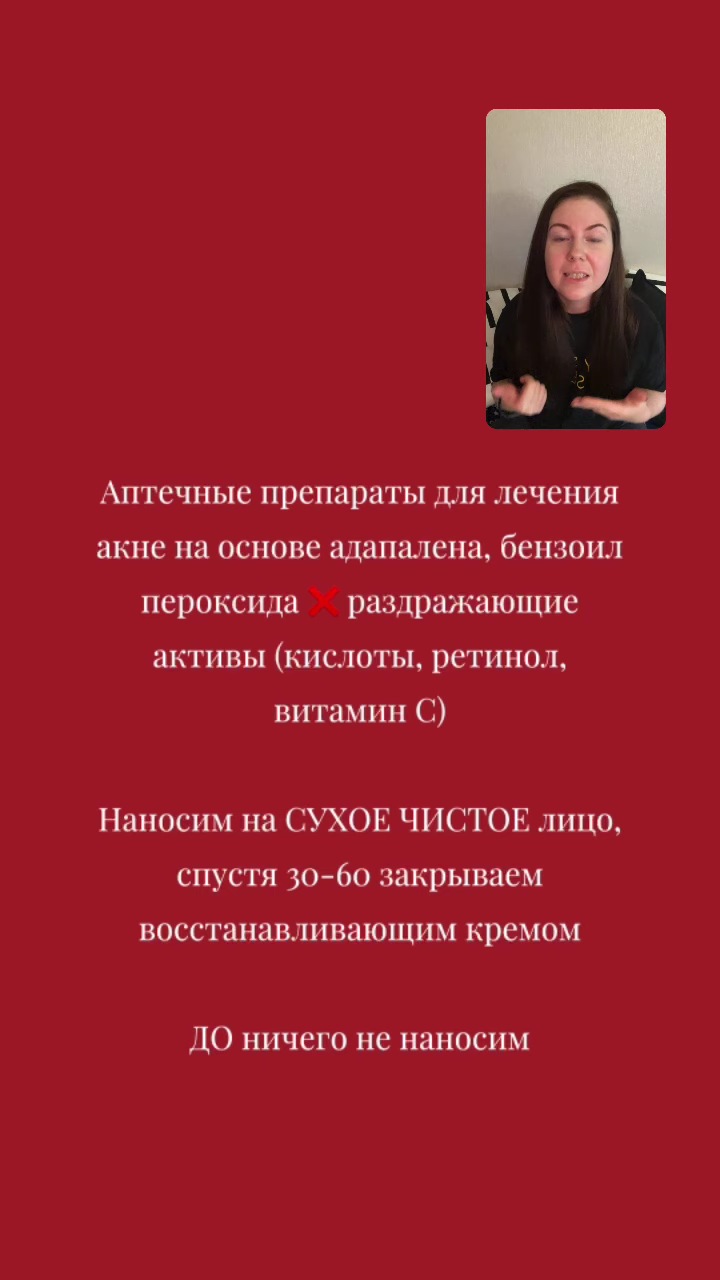 Аптечные препараты для лечения
акне на основе адапалена, бензоил
пероксида ❌ раздражающие
активы (кислоты, ретинол,
витамин С)
Наносим на СУХОЕ ЧИСТОЕ лицо,
спустя 30-60 закрываем
восстанавливающим кремом
ДО ничего не наносим